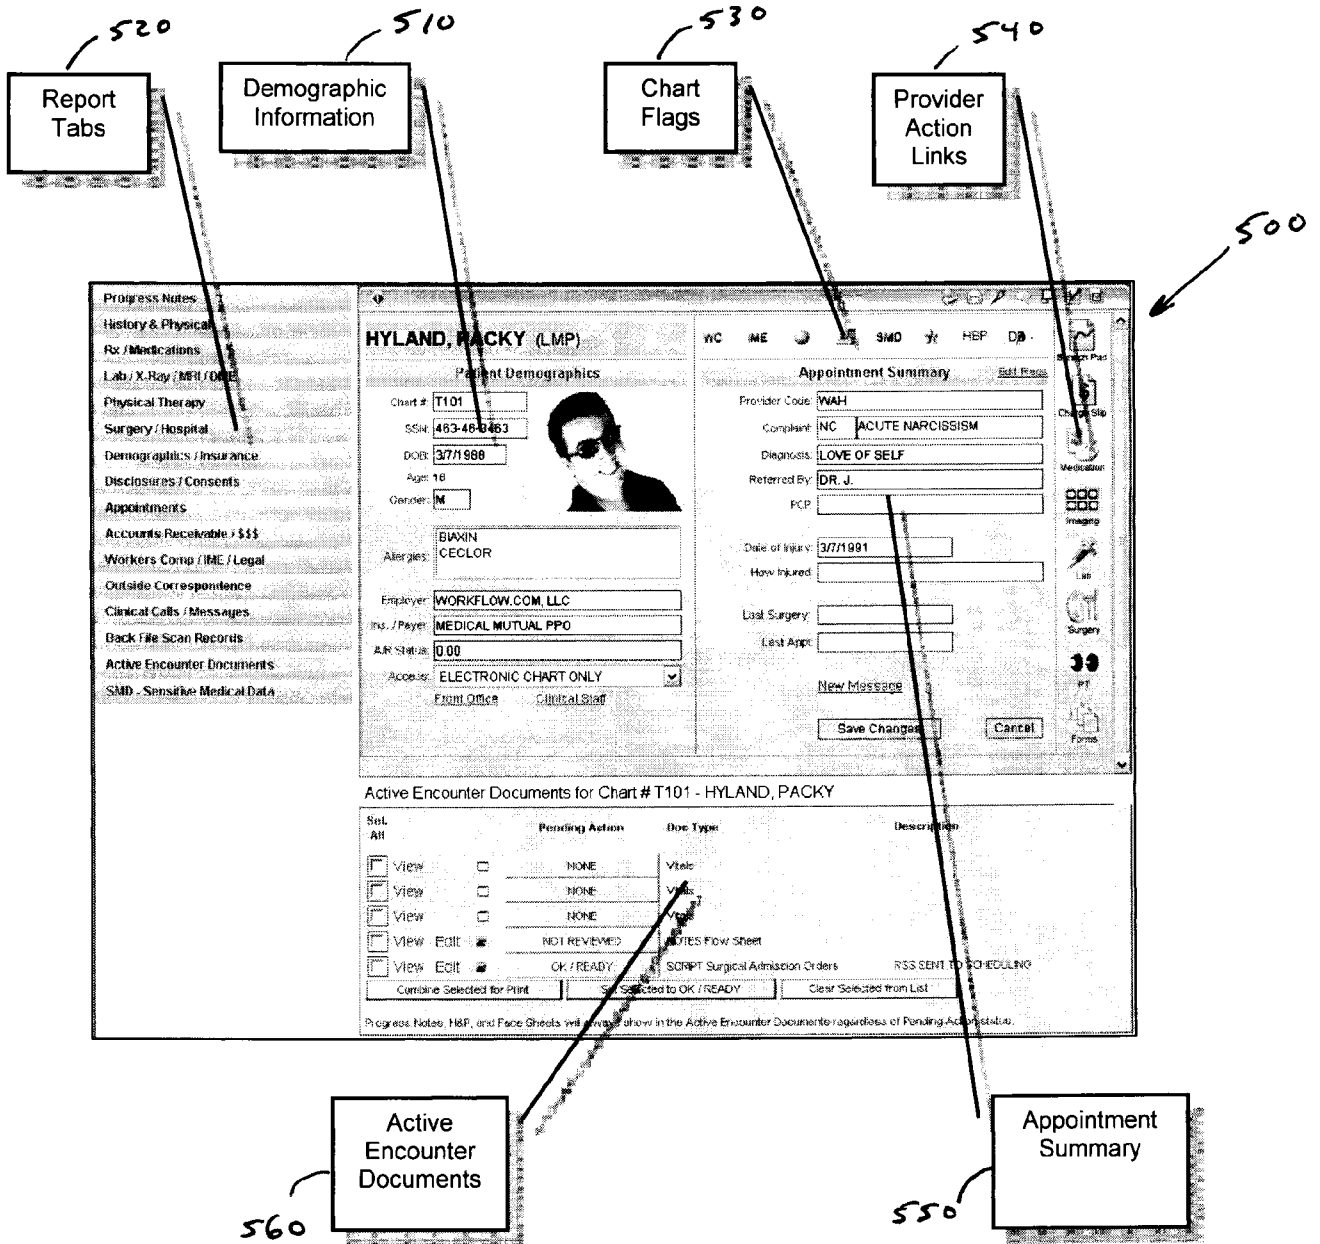 520
510
530
540
Report
Tabs
Demographic
Information
Chart
Flags
Provider
Action
Links
500
Progress Notes
History & Physical
Rx / Medications
Lab / X-Ray / MRI / DME
Physical Therapy
Surgery / Hospital
Demographics / Insurance
Disclosures / Consents
Appointments
Accounts Receivable / $$$
Workers Comp / IME / Legal
Outside Correspondence
Clinical Calls / Messages
Back File Scan Records
Active Encounter Documents
SMD - Sensitive Medical Data
HYLAND, PACKY (LMP)
Patient Demographics
Chart #: T101
SSN: 463-46-3463
DOB: 3/7/1988
Age: 16
Gender: M
Allergies: BIAXIN
CECLOR
Employer: WORKFLOW.COM, LLC
Ins. / Payer: MEDICAL MUTUAL PPO
A/R Status: 0.00
Access: ELECTRONIC CHART ONLY
Front Office Clinical Staff
WC IME SMD HBP
Appointment Summary Edit Flags
Provider Code: WAH
Complaint: NC ACUTE NARCISSISM
Diagnosis: LOVE OF SELF
Referred By: DR. J.
PCP:
Date of Injury: 3/7/1991
How Injured:
Last Surgery:
Last Appt:
New Message
Save Changes Cancel
Scratch Pad
Charge Slip
Medication
Imaging
Lab
Surgery
PT
Forms
Active Encounter Documents for Chart # T101 - HYLAND, PACKY
Sel.
All Pending Action Doc Type Description
View NONE Vitals
View NONE Vitals
View NONE Vitals
View Edit NOT REVIEWED NOTES Flow Sheet
View Edit OK / READY SCRIPT Surgical Admission Orders RSS SENT TO SCHEDULING
Combine Selected for Print Set Selected to OK / READY Clear Selected from List
Progress Notes, H&P, and Face Sheets will always show in the Active Encounter Documents regardless of Pending Action status.
Active
Encounter
Documents
Appointment
Summary
560
550